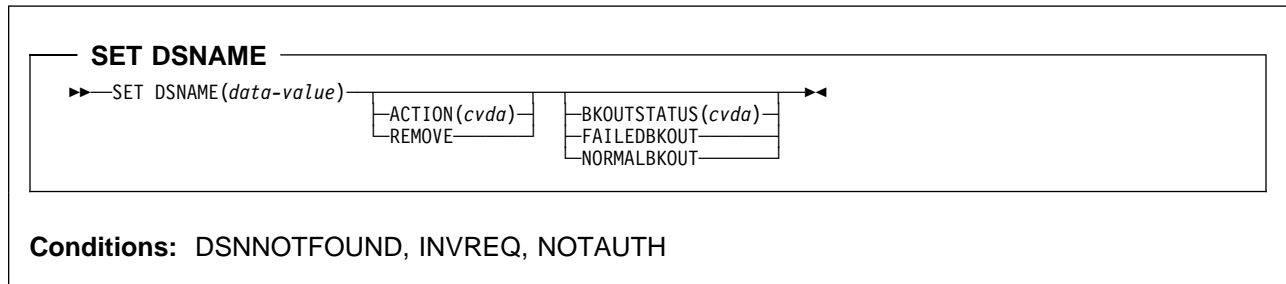 SET DSNAME
SET DSNAME(data-value)
ACTION(cvda) BKOUTSTATUS(cvda)
REMOVE FAILEDBKOUT
NORMALBKOUT
Conditions: DSNNOTFOUND, INVREQ, NOTAUTH